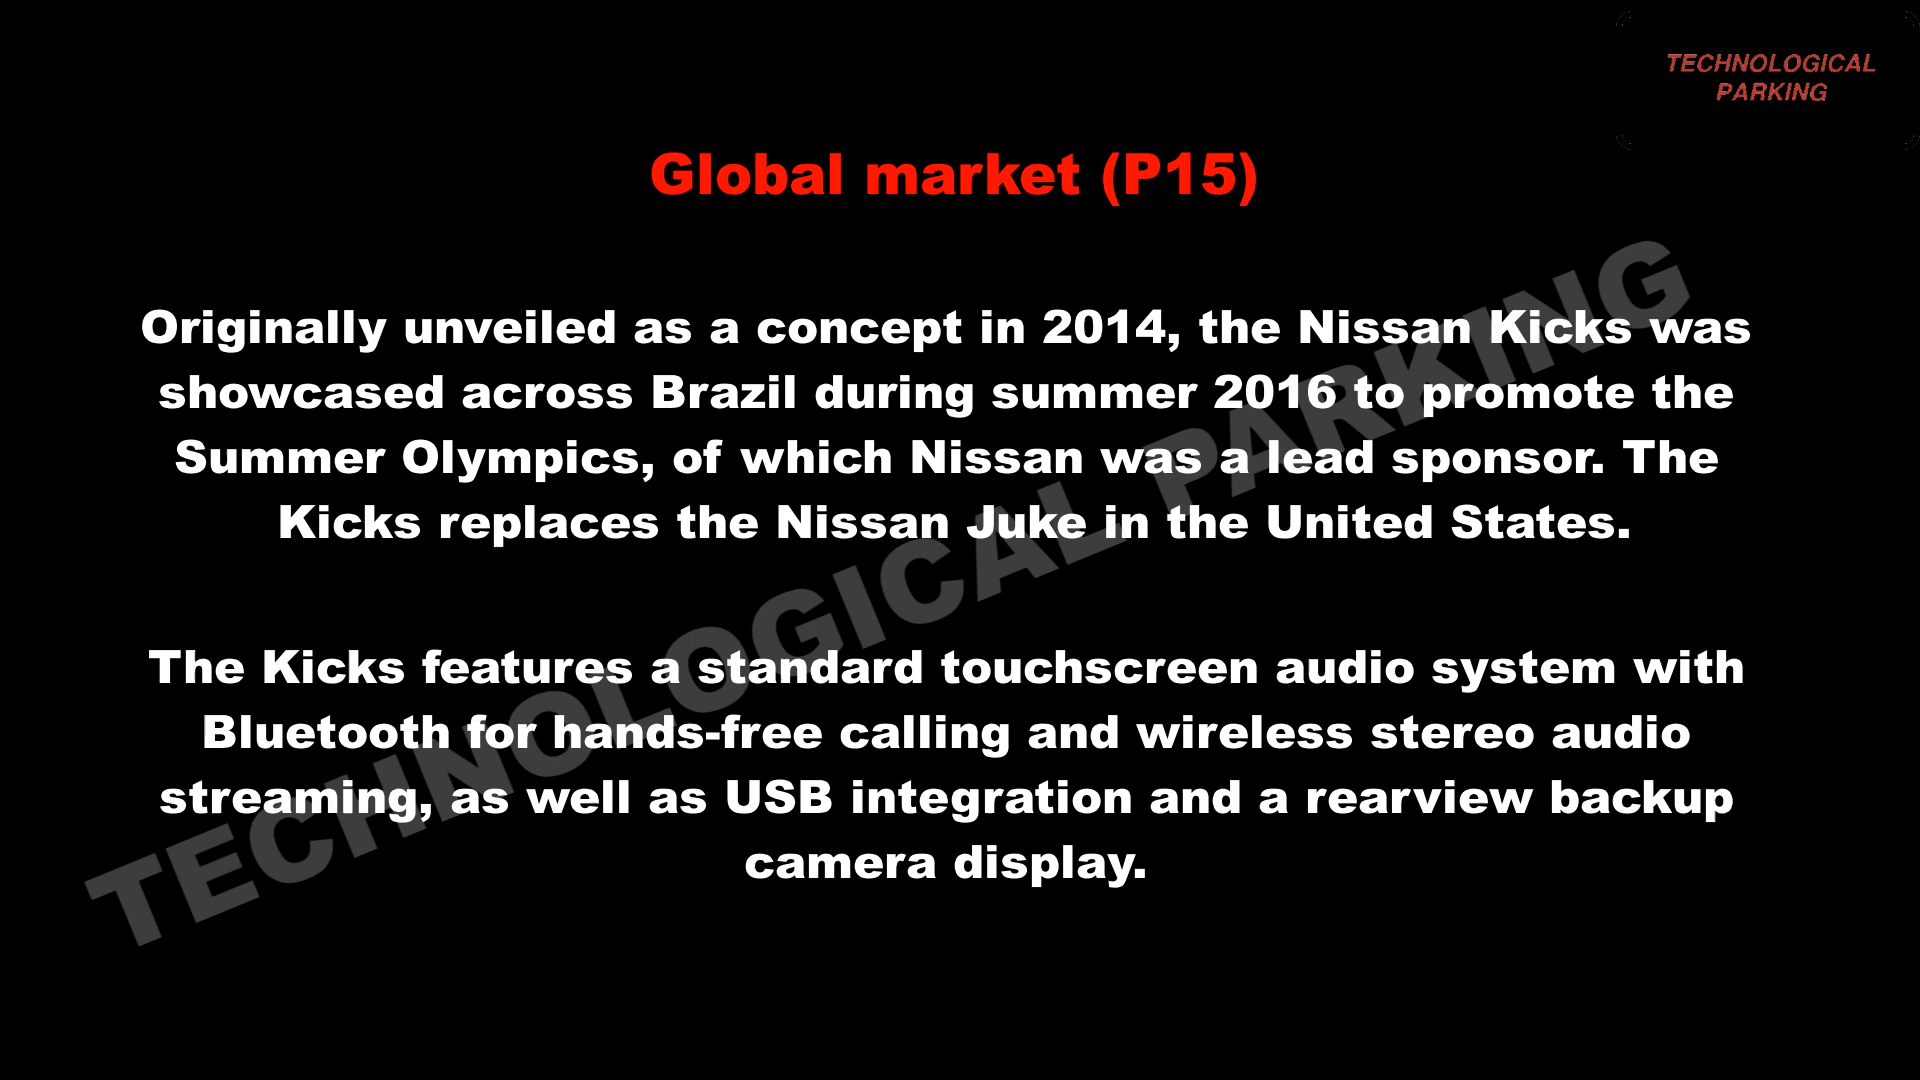 TECHNOLOGICAL
PARKING
Global market (P15)
Originally unveiled as a concept in 2014, the Nissan Kicks was
showcased across Brazil during summer 2016 to promote the
Summer Olympics, of which Nissan was a lead sponsor. The
Kicks replaces the Nissan Juke in the United States.
The Kicks features a standard touchscreen audio system with
Bluetooth for hands-free calling and wireless stereo audio
streaming, as well as USB integration and a rearview backup
camera display.
TECHNOLOGICAL PARKING